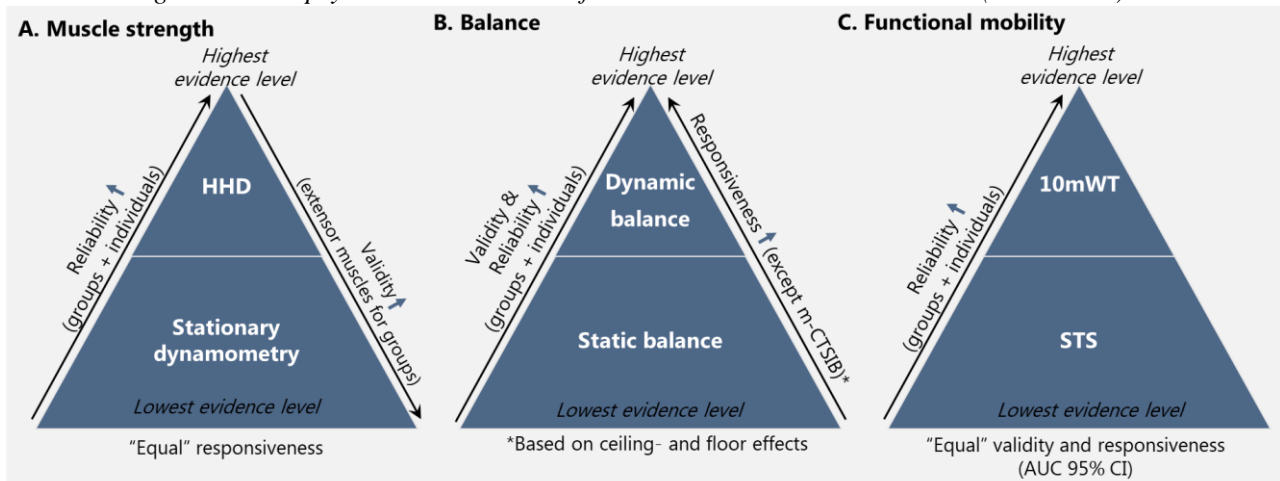 A. Muscle strength
Highest
evidence level
HHD
Stationary
dynamometry
Lowest evidence level
Reliability
(groups + individuals)
Validity
(extensor muscles for groups)
"Equal" responsiveness
B. Balance
Highest
evidence level
Dynamic
balance
Static balance
Lowest evidence level
Validity &
Reliability
(groups + individuals)
Responsiveness
(except m-CTSIB)*
*Based on ceiling- and floor effects
C. Functional mobility
Highest
evidence level
10mWT
STS
Lowest evidence level
Reliability
(groups + individuals)
"Equal" validity and responsiveness
(AUC 95% CI)